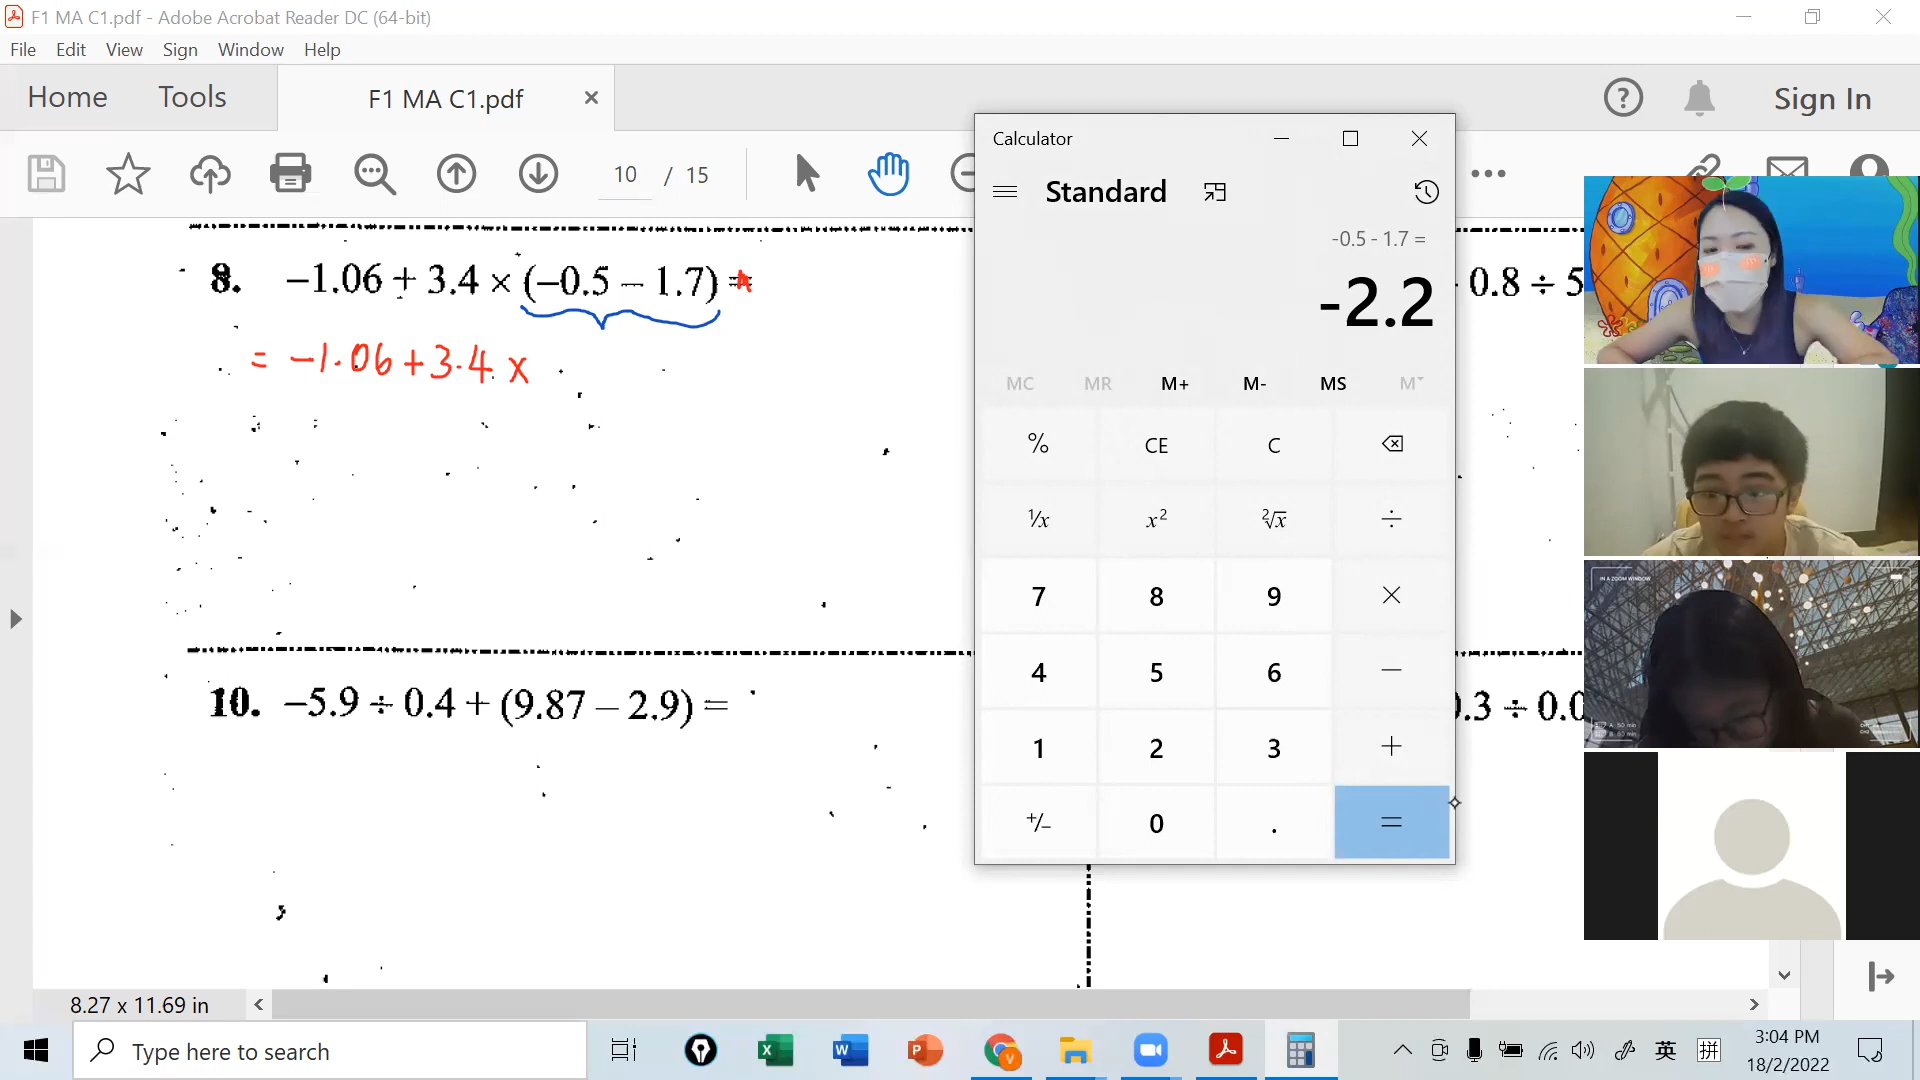 F1 MA C1.pdf - Adobe Acrobat Reader DC (64-bit)
File Edit View Sign Window Help
Home Tools F1 MA C1.pdf
Sign In
10 / 15
8. −1.06 + 3.4 × (−0.5 − 1.7) =
0.8 ÷ 5
= −1.06 + 3.4 ×
10. −5.9 ÷ 0.4 + (9.87 − 2.9) =
0.3 ÷ 0.0
Calculator
Standard
-0.5 - 1.7 =
-2.2
MC MR M+ M- MS M˅
% CE C
¹/x x² ²√x ÷
7 8 9 ×
4 5 6 −
1 2 3 +
+/− 0 . =
IN A ZOOM WINDOW
8.27 x 11.69 in
Type here to search
英 拼
3:04 PM
18/2/2022